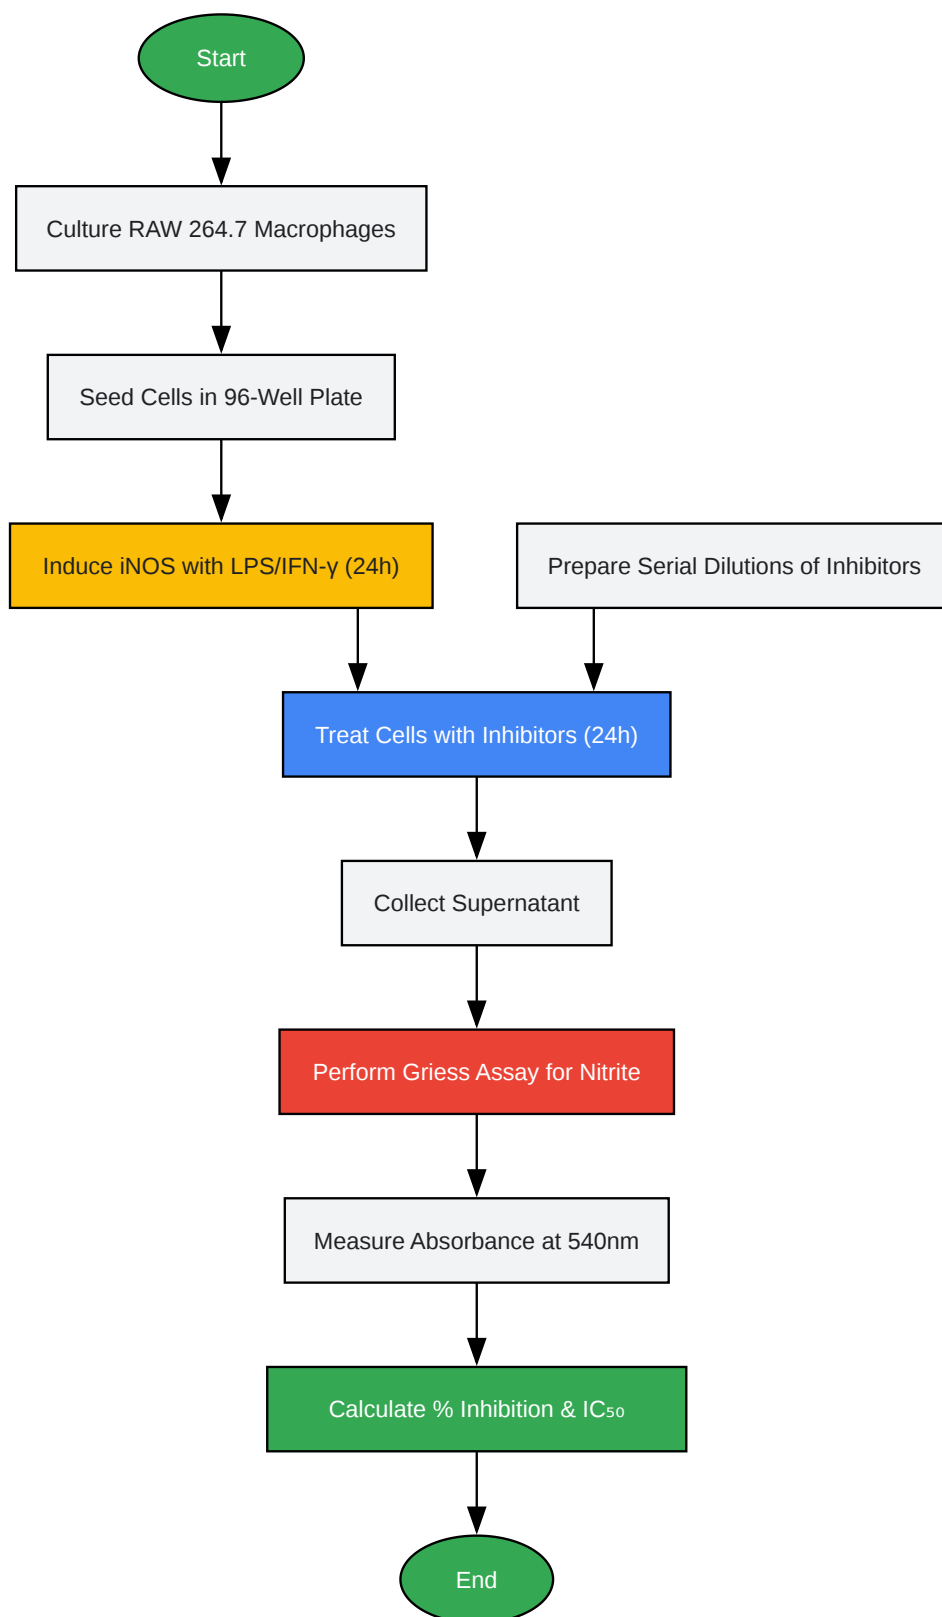 Start
Culture RAW 264.7 Macrophages
Seed Cells in 96-Well Plate
Induce iNOS with LPS/IFN-γ (24h)
Prepare Serial Dilutions of Inhibitors
Treat Cells with Inhibitors (24h)
Collect Supernatant
Perform Griess Assay for Nitrite
Measure Absorbance at 540nm
Calculate % Inhibition & IC₅₀
End